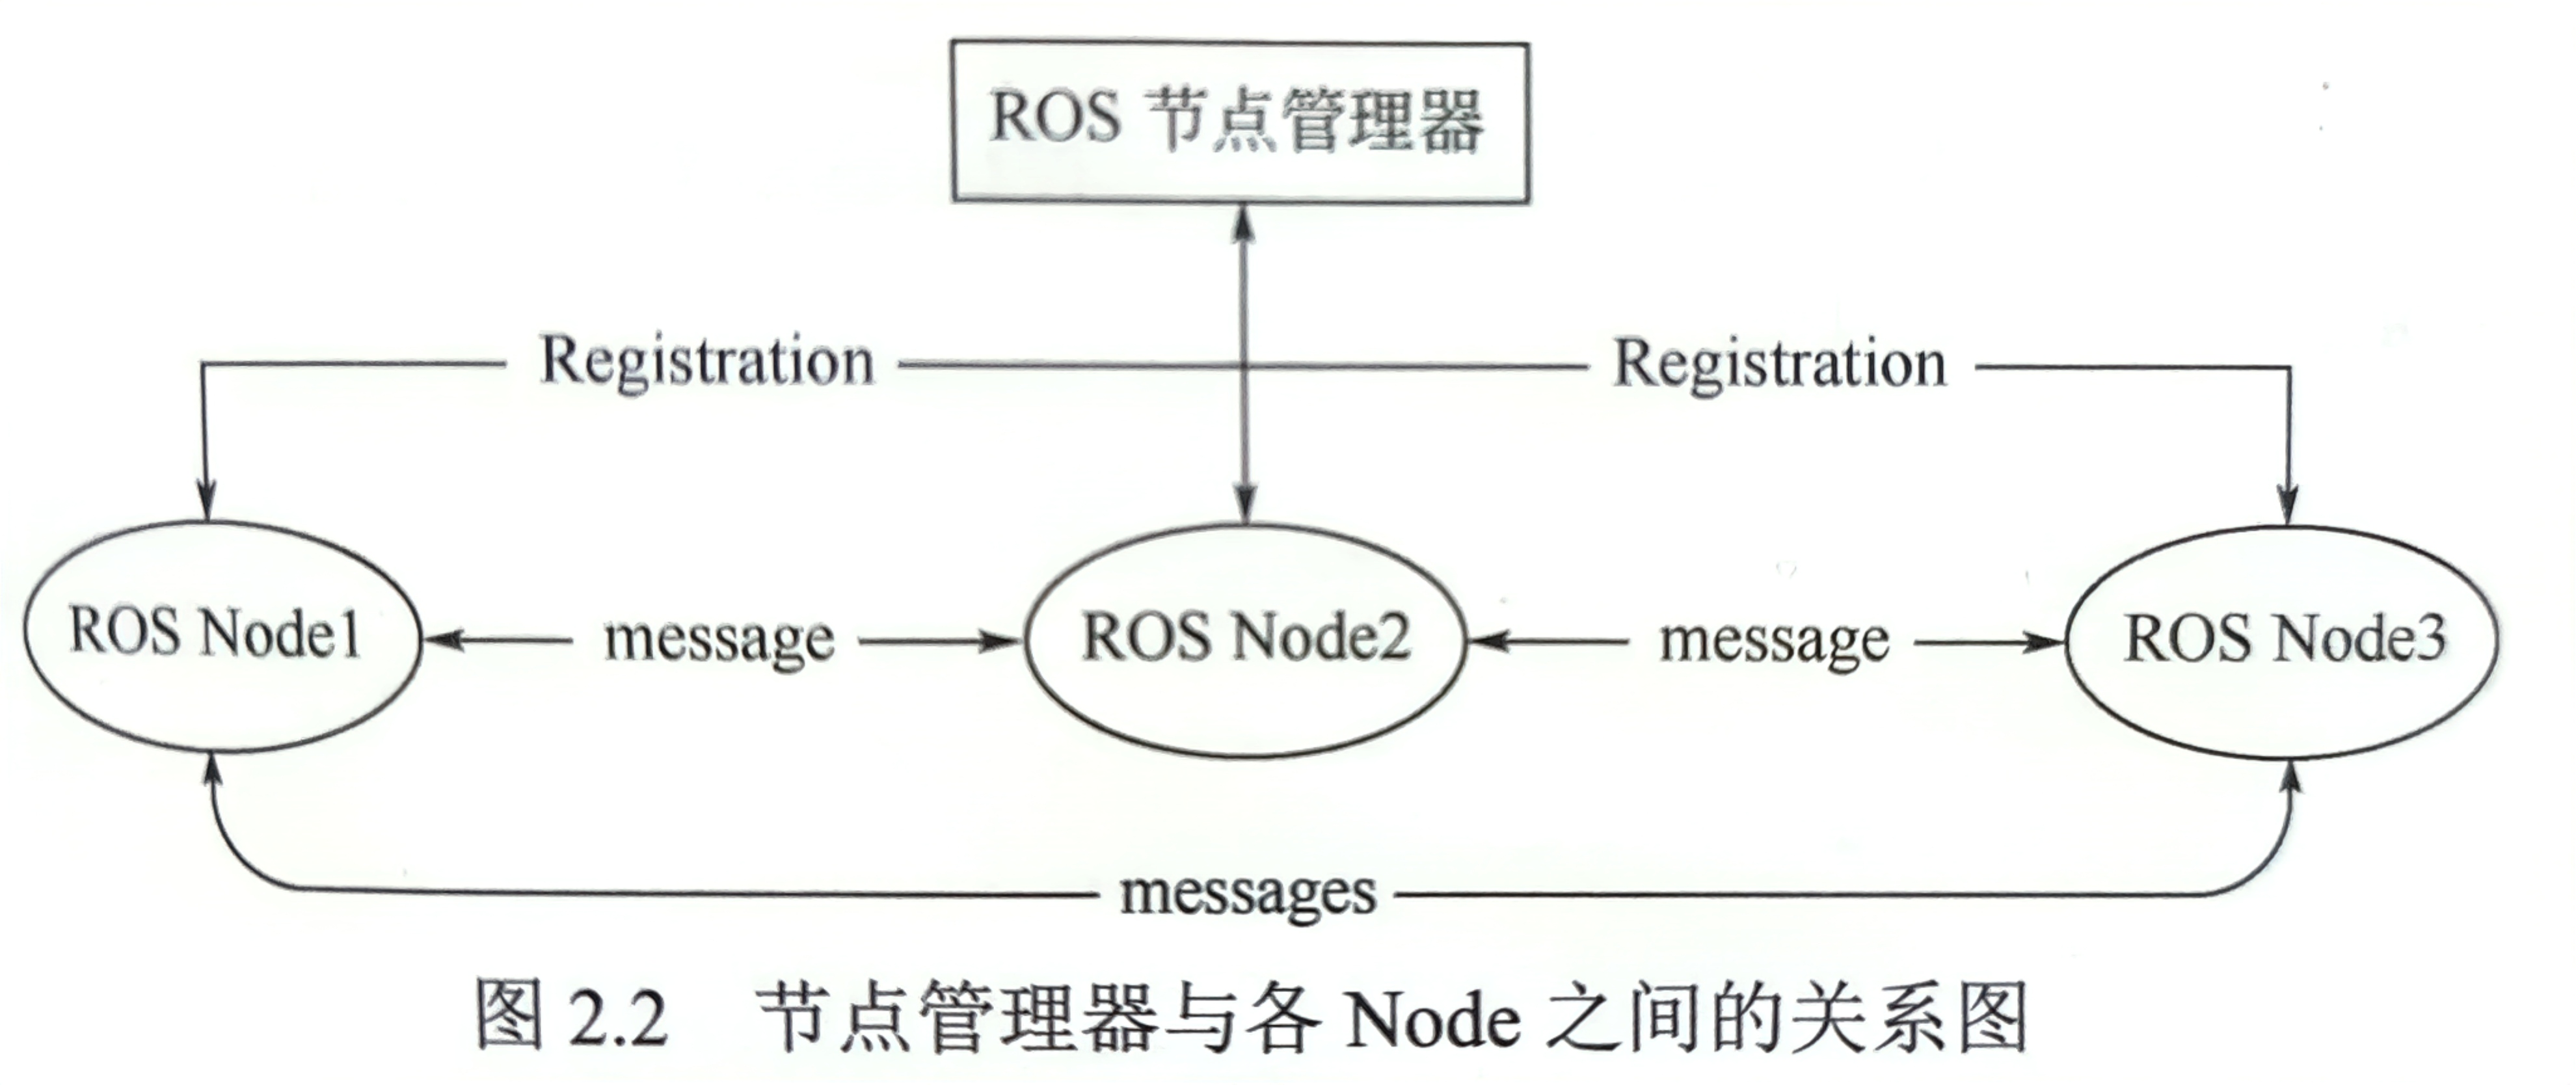 ROS 节点管理器
Registration
Registration
ROS Node1
message
ROS Node2
message
ROS Node3
messages
图 2.2 节点管理器与各 Node 之间的关系图